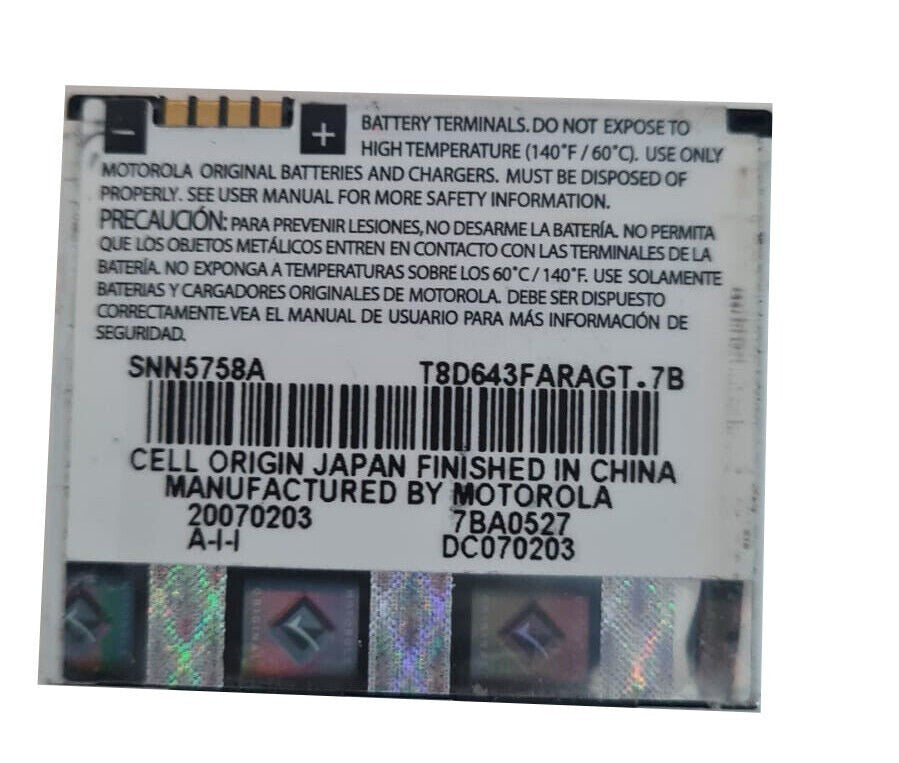 −
+
BATTERY TERMINALS. DO NOT EXPOSE TO
HIGH TEMPERATURE (140°F / 60°C). USE ONLY
MOTOROLA ORIGINAL BATTERIES AND CHARGERS. MUST BE DISPOSED OF
PROPERLY. SEE USER MANUAL FOR MORE SAFETY INFORMATION.
PRECAUCIÓN: PARA PREVENIR LESIONES, NO DESARME LA BATERÍA. NO PERMITA
QUE LOS OBJETOS METÁLICOS ENTREN EN CONTACTO CON LAS TERMINALES DE LA
BATERÍA. NO EXPONGA A TEMPERATURAS SOBRE LOS 60°C / 140°F. USE SOLAMENTE
BATERIAS Y CARGADORES ORIGINALES DE MOTOROLA. DEBE SER DISPUESTO
CORRECTAMENTE. VEA EL MANUAL DE USUARIO PARA MÁS INFORMACIÓN DE
SEGURIDAD.
SNN5758A T8D643FARAGT.7B
CELL ORIGIN JAPAN FINISHED IN CHINA
MANUFACTURED BY MOTOROLA
20070203 7BA0527
A-I-I DC070203